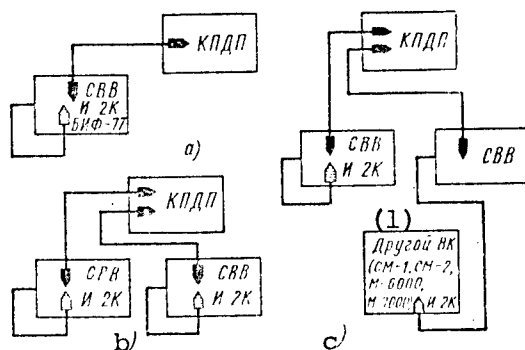 КПДП
СВВ
И 2К
БИФ-77
a)
КПДП
СВВ
И 2К
СВВ
И 2К
b)
КПДП
СВВ
И 2К
СВВ
(1)
Другой ВК
(СМ-1, СМ-2,
М-6000,
М-7000) И 2К
c)